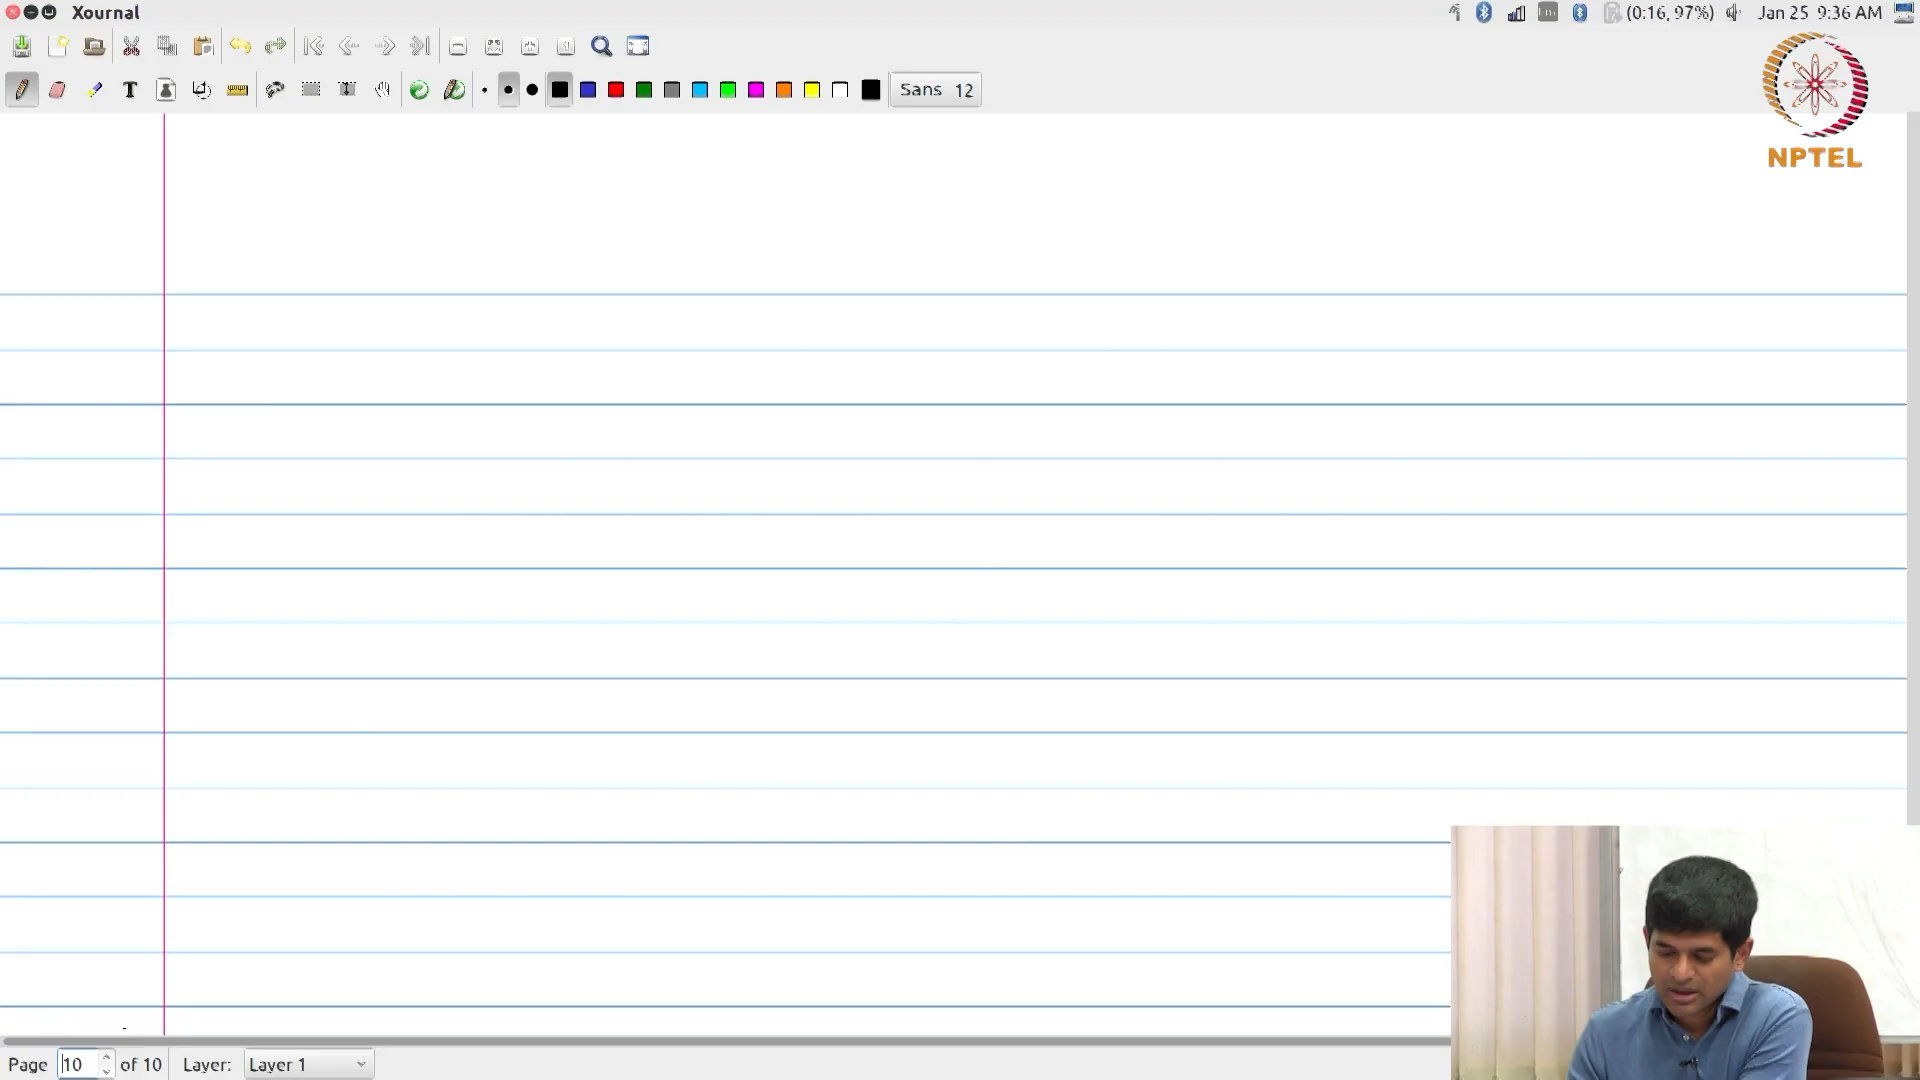 Xournal
(0:16, 97%)
Jan 25 9:36 AM
Sans 12
NPTEL
Page 10 of 10 Layer: Layer 1